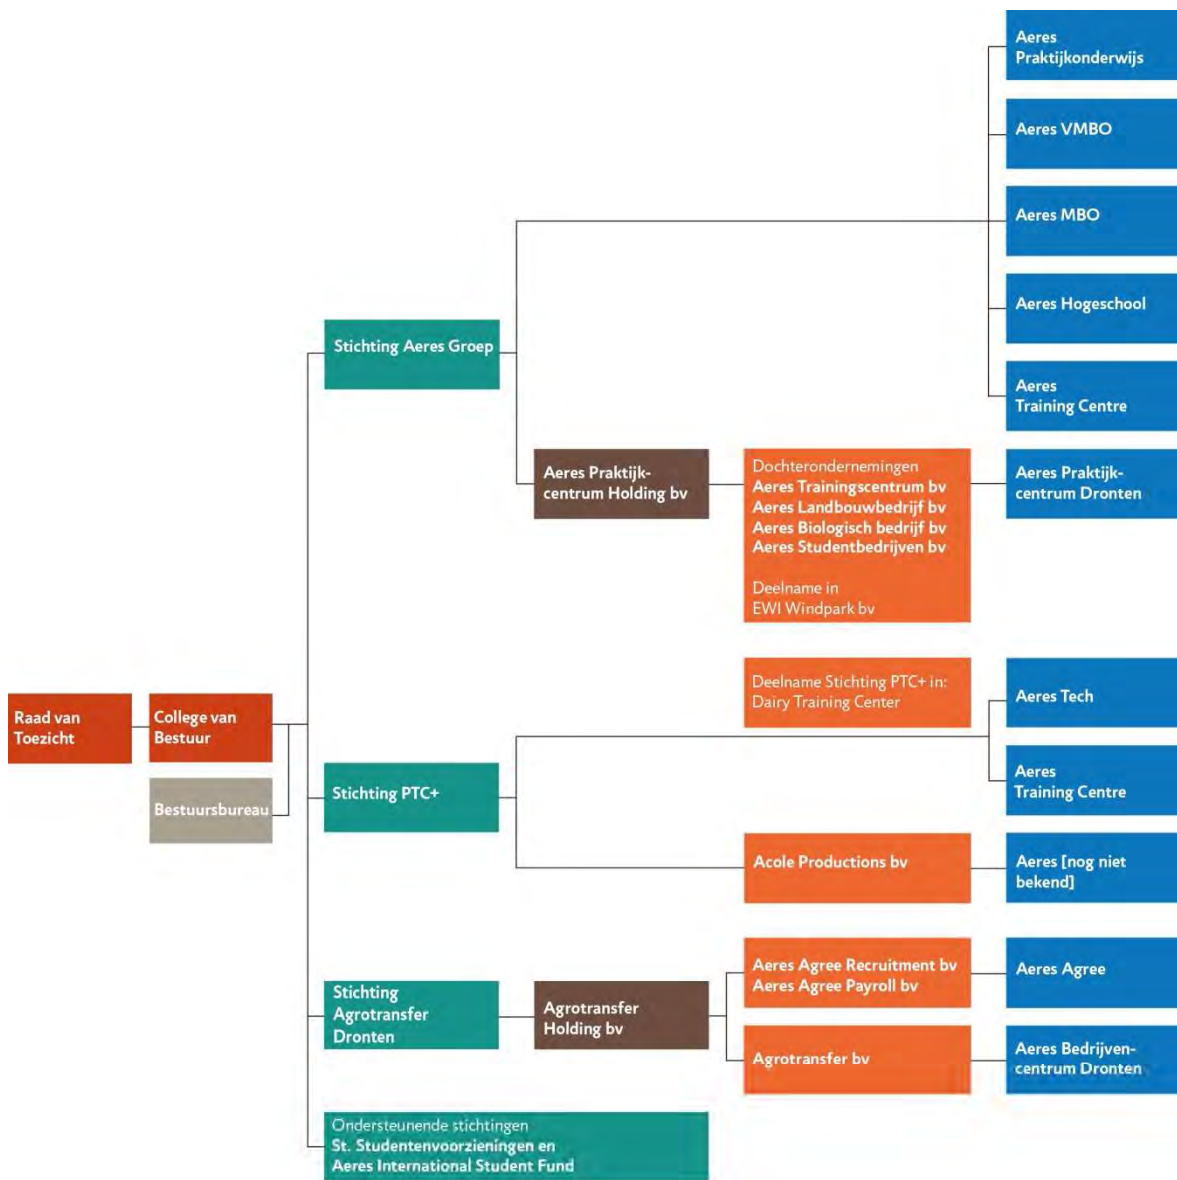 Aeres
Praktijkonderwijs
Aeres VMBO
Aeres MBO
Aeres Hogeschool
Stichting Aeres Groep
Aeres
Training Centre
Aeres Praktijk-
centrum Holding bv
Dochterondernemingen
Aeres Trainingscentrum bv
Aeres Landbouwbedrijf bv
Aeres Biologisch bedrijf bv
Aeres Studentbedrijven bv
Deelname in
EWI Windpark bv
Aeres Praktijk-
centrum Dronten
Raad van
Toezicht
College van
Bestuur
Bestuursbureau
Deelname Stichting PTC+ in:
Dairy Training Center
Aeres Tech
Stichting PTC+
Aeres
Training Centre
Acole Productions bv
Aeres [nog niet
bekend]
Stichting
Agrotransfer
Dronten
Agrotransfer
Holding bv
Aeres Agree Recruitment bv
Aeres Agree Payroll bv
Aeres Agree
Agrotransfer bv
Aeres Bedrijven-
centrum Dronten
Ondersteunende stichtingen
St. Studentenvoorzieningen en
Aeres International Student Fund